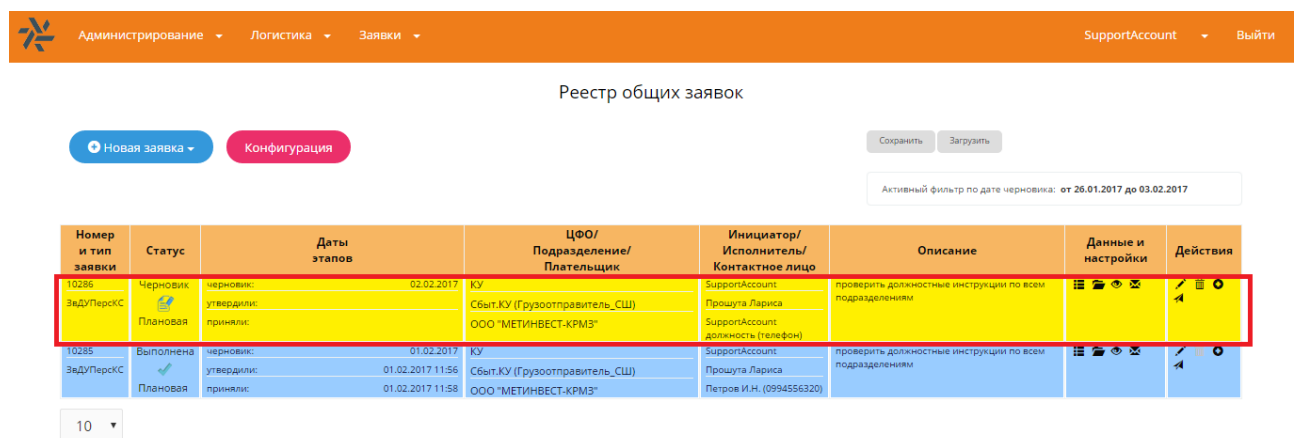 Администрирование Логистика Заявки SupportAccount Выйти
Реестр общих заявок
Новая заявка Конфигурация Сохранить Загрузить
Активный фильтр по дате черновика: от 26.01.2017 до 03.02.2017
Номер и тип заявки Статус Даты этапов ЦФО/ Подразделение/ Плательщик Инициатор/ Исполнитель/ Контактное лицо Описание Данные и настройки Действия
10286 Черновик черновик: 02.02.2017 КУ SupportAccount проверить должностные инструкции по всем
ЗвДУПерсКС утвердили: Сбыт.КУ (Грузоотправитель_СШ) Прошута Лариса подразделениям
Плановая приняли: ООО "МЕТИНВЕСТ-КРМЗ" SupportAccount
должность (телефон)
10285 Выполнена черновик: 01.02.2017 КУ SupportAccount проверить должностные инструкции по всем
ЗвДУПерсКС утвердили: 01.02.2017 11:56 Сбыт.КУ (Грузоотправитель_СШ) Прошута Лариса подразделениям
Плановая приняли: 01.02.2017 11:58 ООО "МЕТИНВЕСТ-КРМЗ" Петров И.Н. (0994556320)
10